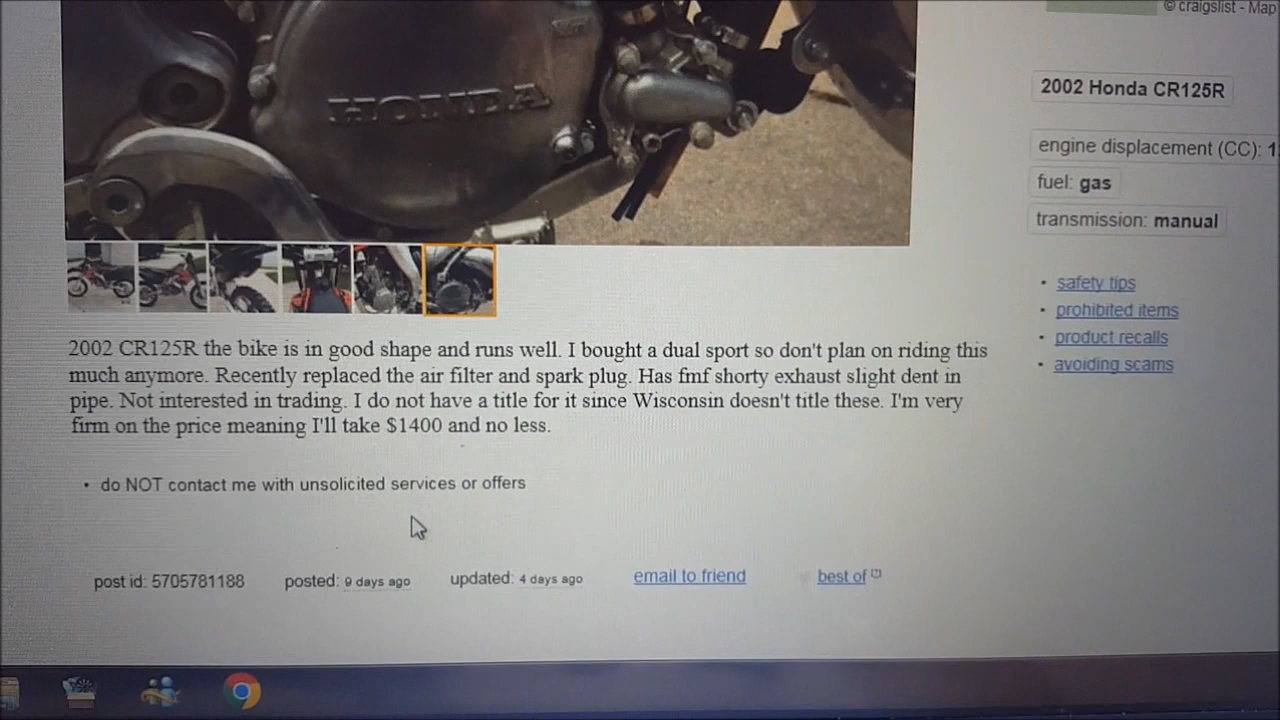 © craigslist - Map
HONDA
2002 Honda CR125R
engine displacement (CC): 1
fuel: gas
transmission: manual
safety tips
prohibited items
product recalls
avoiding scams
2002 CR125R the bike is in good shape and runs well. I bought a dual sport so don't plan on riding this
much anymore. Recently replaced the air filter and spark plug. Has fmf shorty exhaust slight dent in
pipe. Not interested in trading. I do not have a title for it since Wisconsin doesn't title these. I'm very
firm on the price meaning I'll take $1400 and no less.
• do NOT contact me with unsolicited services or offers
post id: 5705781188 posted: 9 days ago updated: 4 days ago email to friend best of